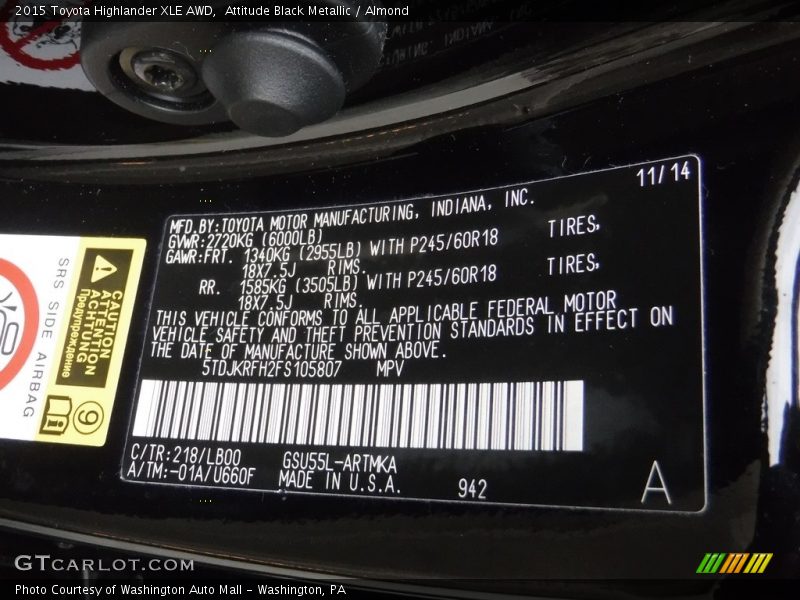 2015 Toyota Highlander XLE AWD,  Attitude Black Metallic / Almond
11/14
MFD.BY:TOYOTA MOTOR MANUFACTURING, INDIANA, INC.
GVWR:2720KG (6000LB)
GAWR:FRT. 1340KG (2955LB) WITH P245/60R18 TIRES,
18X7.5J RIMS.
RR. 1585KG (3505LB) WITH P245/60R18 TIRES,
18X7.5J RIMS.
THIS VEHICLE CONFORMS TO ALL APPLICABLE FEDERAL MOTOR
VEHICLE SAFETY AND THEFT PREVENTION STANDARDS IN EFFECT ON
THE DATE OF MANUFACTURE SHOWN ABOVE.
5TDJKRFH2FS105807 MPV
C/TR:218/LB00 GSU55L-ARTMKA
A/TM:-01A/U660F MADE IN U.S.A. 942
A
SRS SIDE AIRBAG
CAUTION
ATTENTION
ACHTUNG
Предупреждение
9
GTCARLOT.COM
Photo Courtesy of Washington Auto Mall - Washington, PA